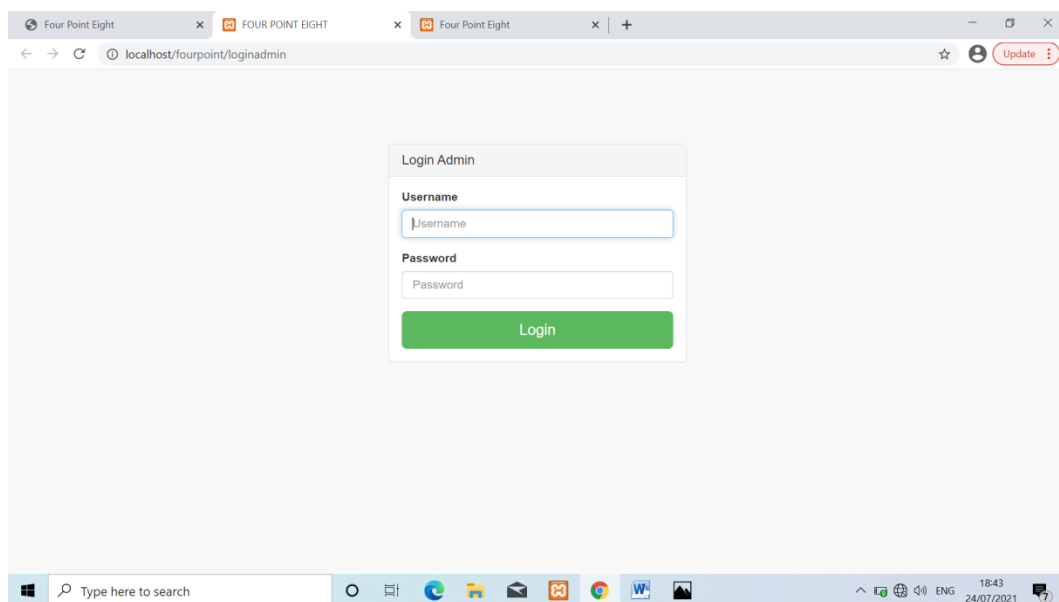 Four Point Eight
FOUR POINT EIGHT
Four Point Eight
localhost/fourpoint/loginadmin
Update
Login Admin
Username
Username
Password
Password
Login
Type here to search
W
ENG
18:43
24/07/2021
7